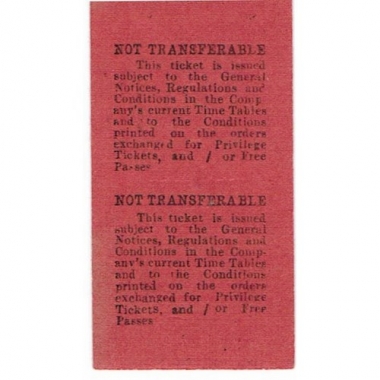 NOT TRANSFERABLE
This ticket is issued
subject to the General
Notices, Regulations and
Conditions in the Comp-
any's current Time Tables
and to the Conditions
printed on the orders
exchanged for Privilege
Tickets, and / or Free
Passes
NOT TRANSFERABLE
This ticket is issued
subject to the General
Notices, Regulations and
Conditions in the Comp-
any's current Time Tables
and to the Conditions
printed on the orders
exchanged for Privilege
Tickets, and / or Free
Passes